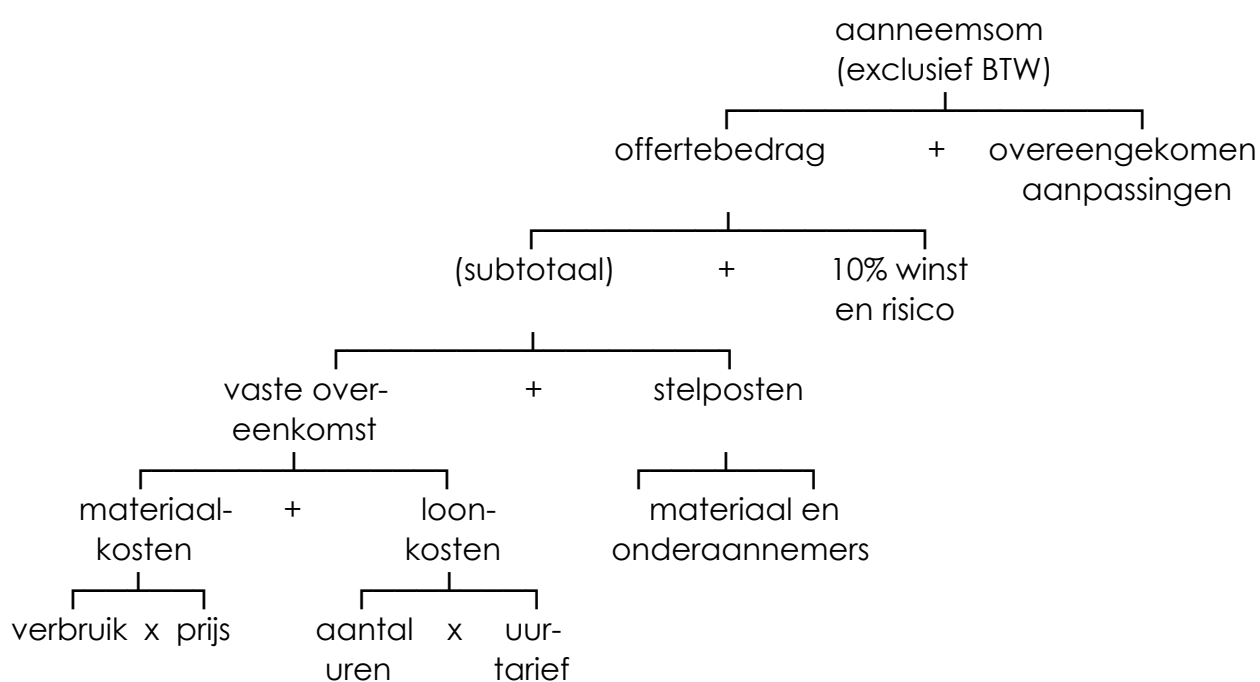 aanneemsom
(exclusief BTW)
offertebedrag + overeengekomen
aanpassingen
(subtotaal) + 10% winst
en risico
vaste over- + stelposten
eenkomst
materiaal- + loon- materiaal en
kosten kosten onderaannemers
verbruik x prijs aantal x uur-
uren tarief